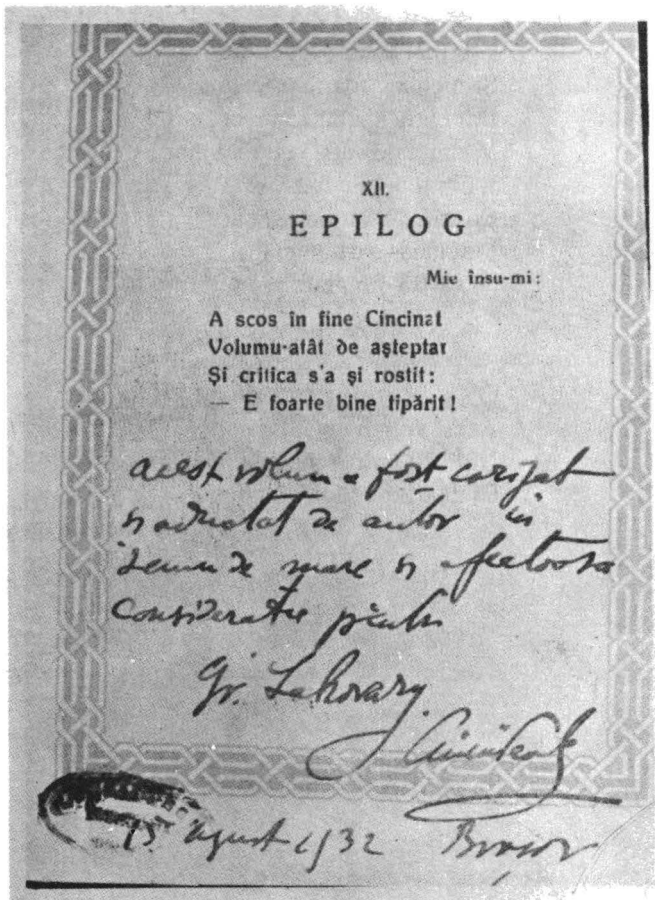 XII.
EPILOG
Mie însu-mi:
A scos în fine Cincinat
Volumu-atât de așteptat
Și critica s'a și rostit:
— E foarte bine tipărit!
acest volum a fost corijat
și adnotat de autor în
semn de mare și afectuoasa
consideratie
Gr. Lahovary
15 August 1932 Brașov